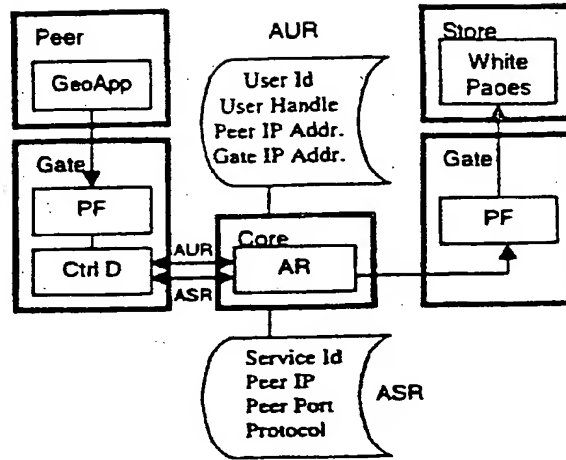 Peer
GeoApp
AUR
User Id
User Handle
Peer IP Addr.
Gate IP Addr.
Store
White
Paoes
Gate
PF
Ctrl D
AUR
ASR
Core
AR
Gate
PF
Service Id
Peer IP
Peer Port
Protocol
ASR